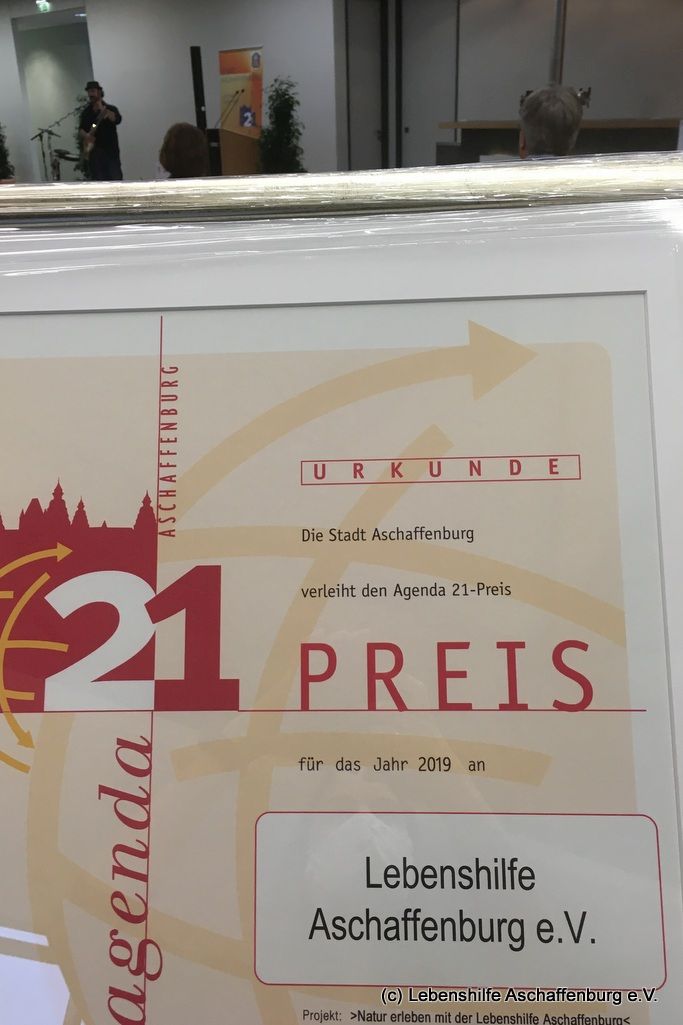 ASCHAFFENBURG
URKUNDE
Die Stadt Aschaffenburg
verleiht den Agenda 21-Preis
21
PREIS
für das Jahr 2019 an
agenda
Lebenshilfe
Aschaffenburg e.V.
(c) Lebenshilfe Aschaffenburg e.V.
Projekt: >Natur erleben mit der Lebenshilfe Aschaffenburg<